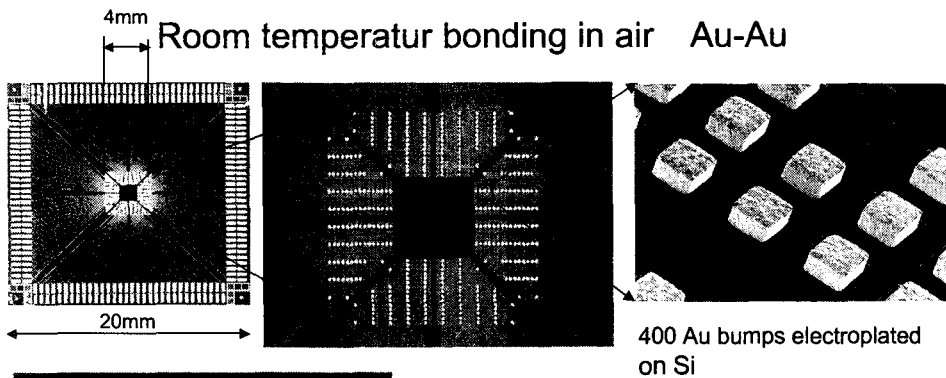 4mm
Room temperatur bonding in air Au-Au
20mm
400 Au bumps electroplated
on Si